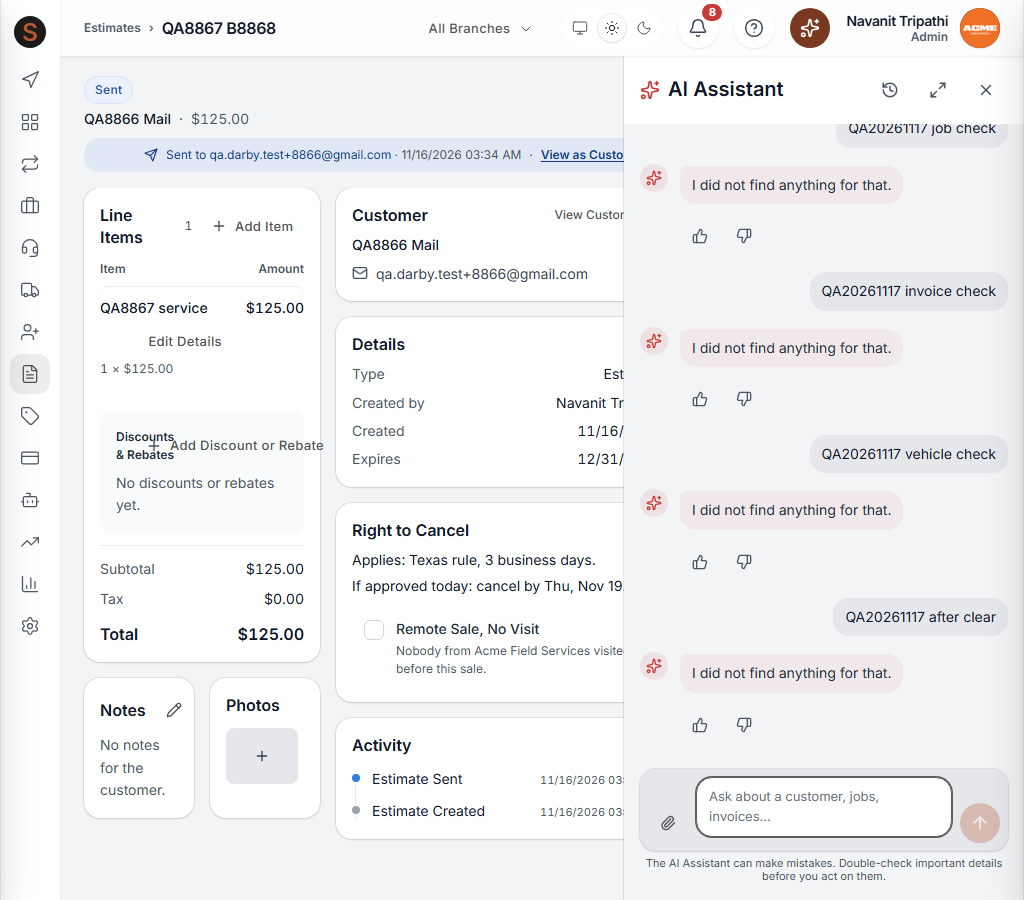 S
Estimates › QA8867 B8868
All Branches
8
Navanit Tripathi
Admin
ACME
Sent
QA8866 Mail · $125.00
Sent to qa.darby.test+8866@gmail.com · 11/16/2026 03:34 AM · View as Custo
Line Items
1
+ Add Item
Item Amount
QA8867 service $125.00
Edit Details
1 × $125.00
Discounts & Rebates
+ Add Discount or Rebate
No discounts or rebates
yet.
Subtotal $125.00
Tax $0.00
Total $125.00
Notes
No notes
for the
customer.
Photos
+
Customer
View Custor
QA8866 Mail
qa.darby.test+8866@gmail.com
Details
Type Est
Created by Navanit Tr
Created 11/16/
Expires 12/31/
Right to Cancel
Applies: Texas rule, 3 business days.
If approved today: cancel by Thu, Nov 19.
Remote Sale, No Visit
Nobody from Acme Field Services visite
before this sale.
Activity
Estimate Sent 11/16/2026 03:
Estimate Created 11/16/2026 03:
AI Assistant
QA20261117 job check
I did not find anything for that.
QA20261117 invoice check
I did not find anything for that.
QA20261117 vehicle check
I did not find anything for that.
QA20261117 after clear
I did not find anything for that.
Ask about a customer, jobs,
invoices...
The AI Assistant can make mistakes. Double-check important details
before you act on them.